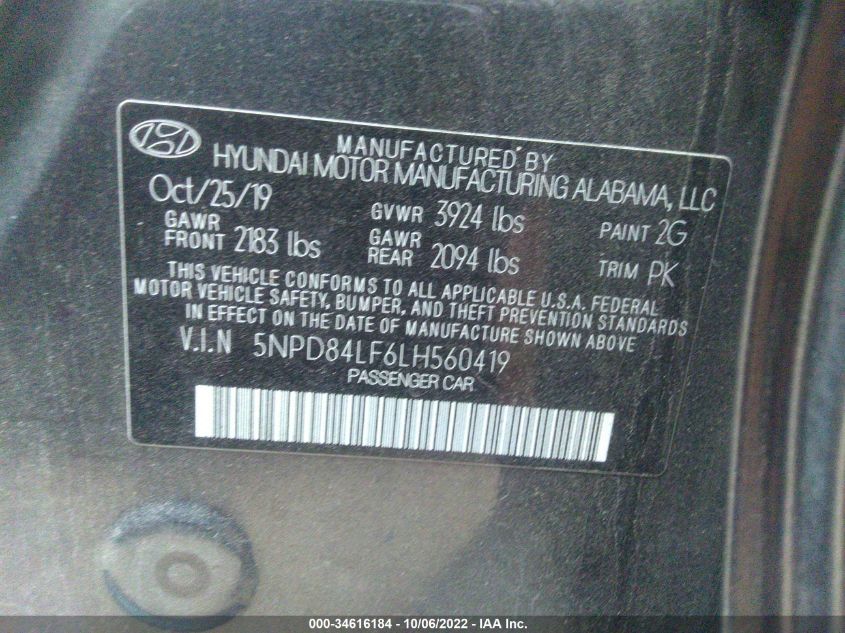 MANUFACTURED BY
HYUNDAI MOTOR MANUFACTURING ALABAMA, LLC
Oct/25/19 GVWR 3924 lbs PAINT 2G
GAWR FRONT 2183 lbs GAWR REAR 2094 lbs TRIM PK
THIS VEHICLE CONFORMS TO ALL APPLICABLE U.S.A. FEDERAL
MOTOR VEHICLE SAFETY, BUMPER, AND THEFT PREVENTION STANDARDS
IN EFFECT ON THE DATE OF MANUFACTURE SHOWN ABOVE
V.I.N 5NPD84LF6LH560419
PASSENGER CAR
000-34616184 - 10/06/2022 - IAA Inc.